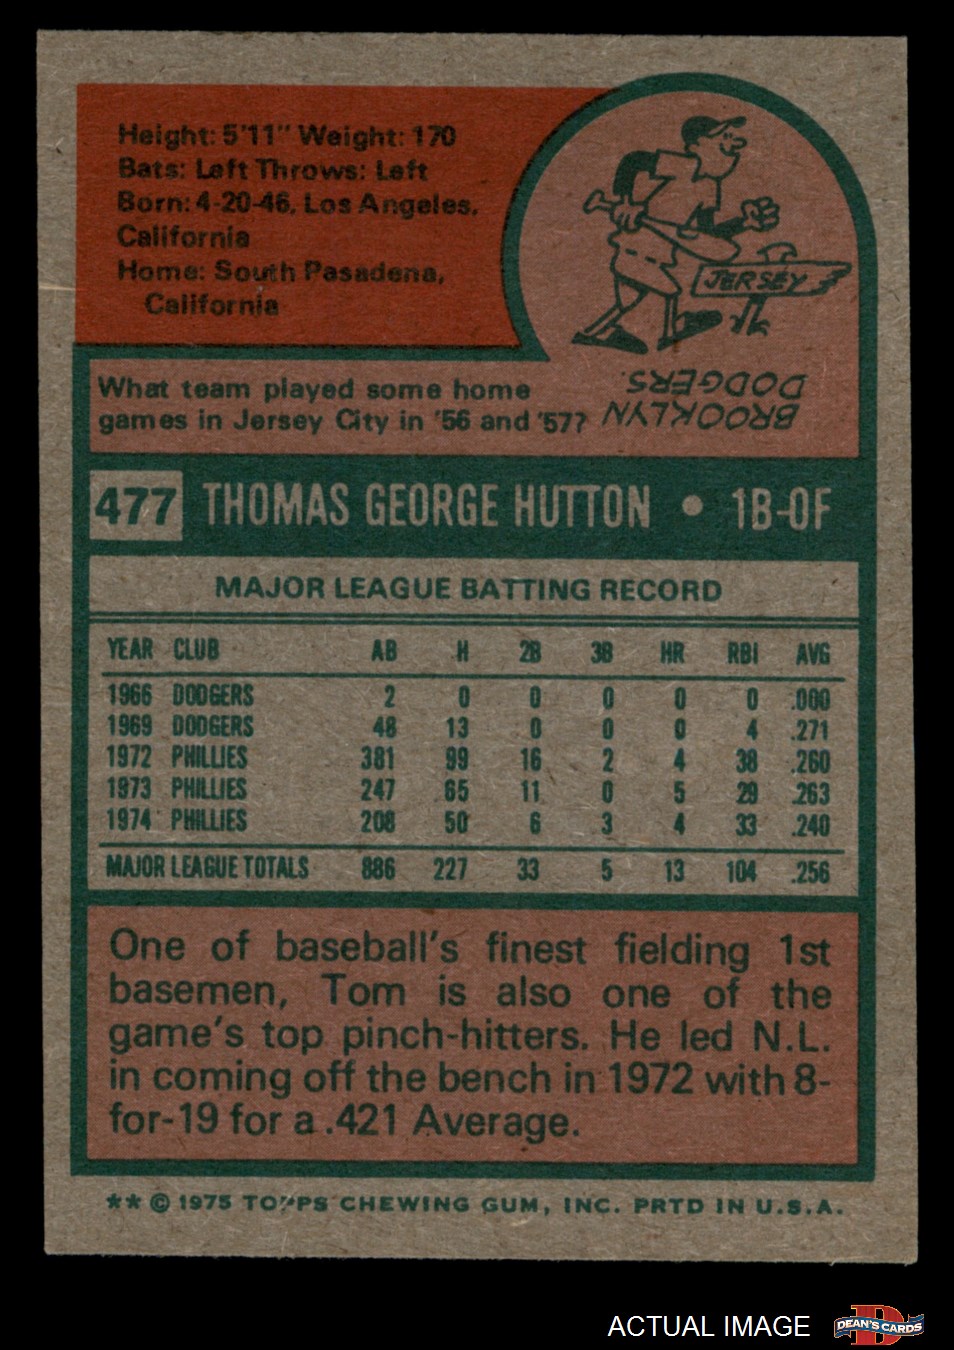 Height: 5'11" Weight: 170
Bats: Left Throws: Left
Born: 4-20-46, Los Angeles,
California
Home: South Pasadena,
California
JERSEY
What team played some home
games in Jersey City in '56 and '57?
BROOKLYN
DODGERS.
477 THOMAS GEORGE HUTTON • 1B-OF
MAJOR LEAGUE BATTING RECORD
YEAR CLUB AB H 2B 3B HR RBI AVG
1966 DODGERS 2 0 0 0 0 0 .000
1969 DODGERS 48 13 0 0 0 4 .271
1972 PHILLIES 381 99 16 2 4 38 .260
1973 PHILLIES 247 65 11 0 5 29 .263
1974 PHILLIES 208 50 6 3 4 33 .240
MAJOR LEAGUE TOTALS 886 227 33 5 13 104 .256
One of baseball's finest fielding 1st
basemen, Tom is also one of the
game's top pinch-hitters. He led N.L.
in coming off the bench in 1972 with 8-
for-19 for a .421 Average.
** © 1975 TOPPS CHEWING GUM, INC. PRTD IN U.S.A.
ACTUAL IMAGE
D
DEAN'S CARDS